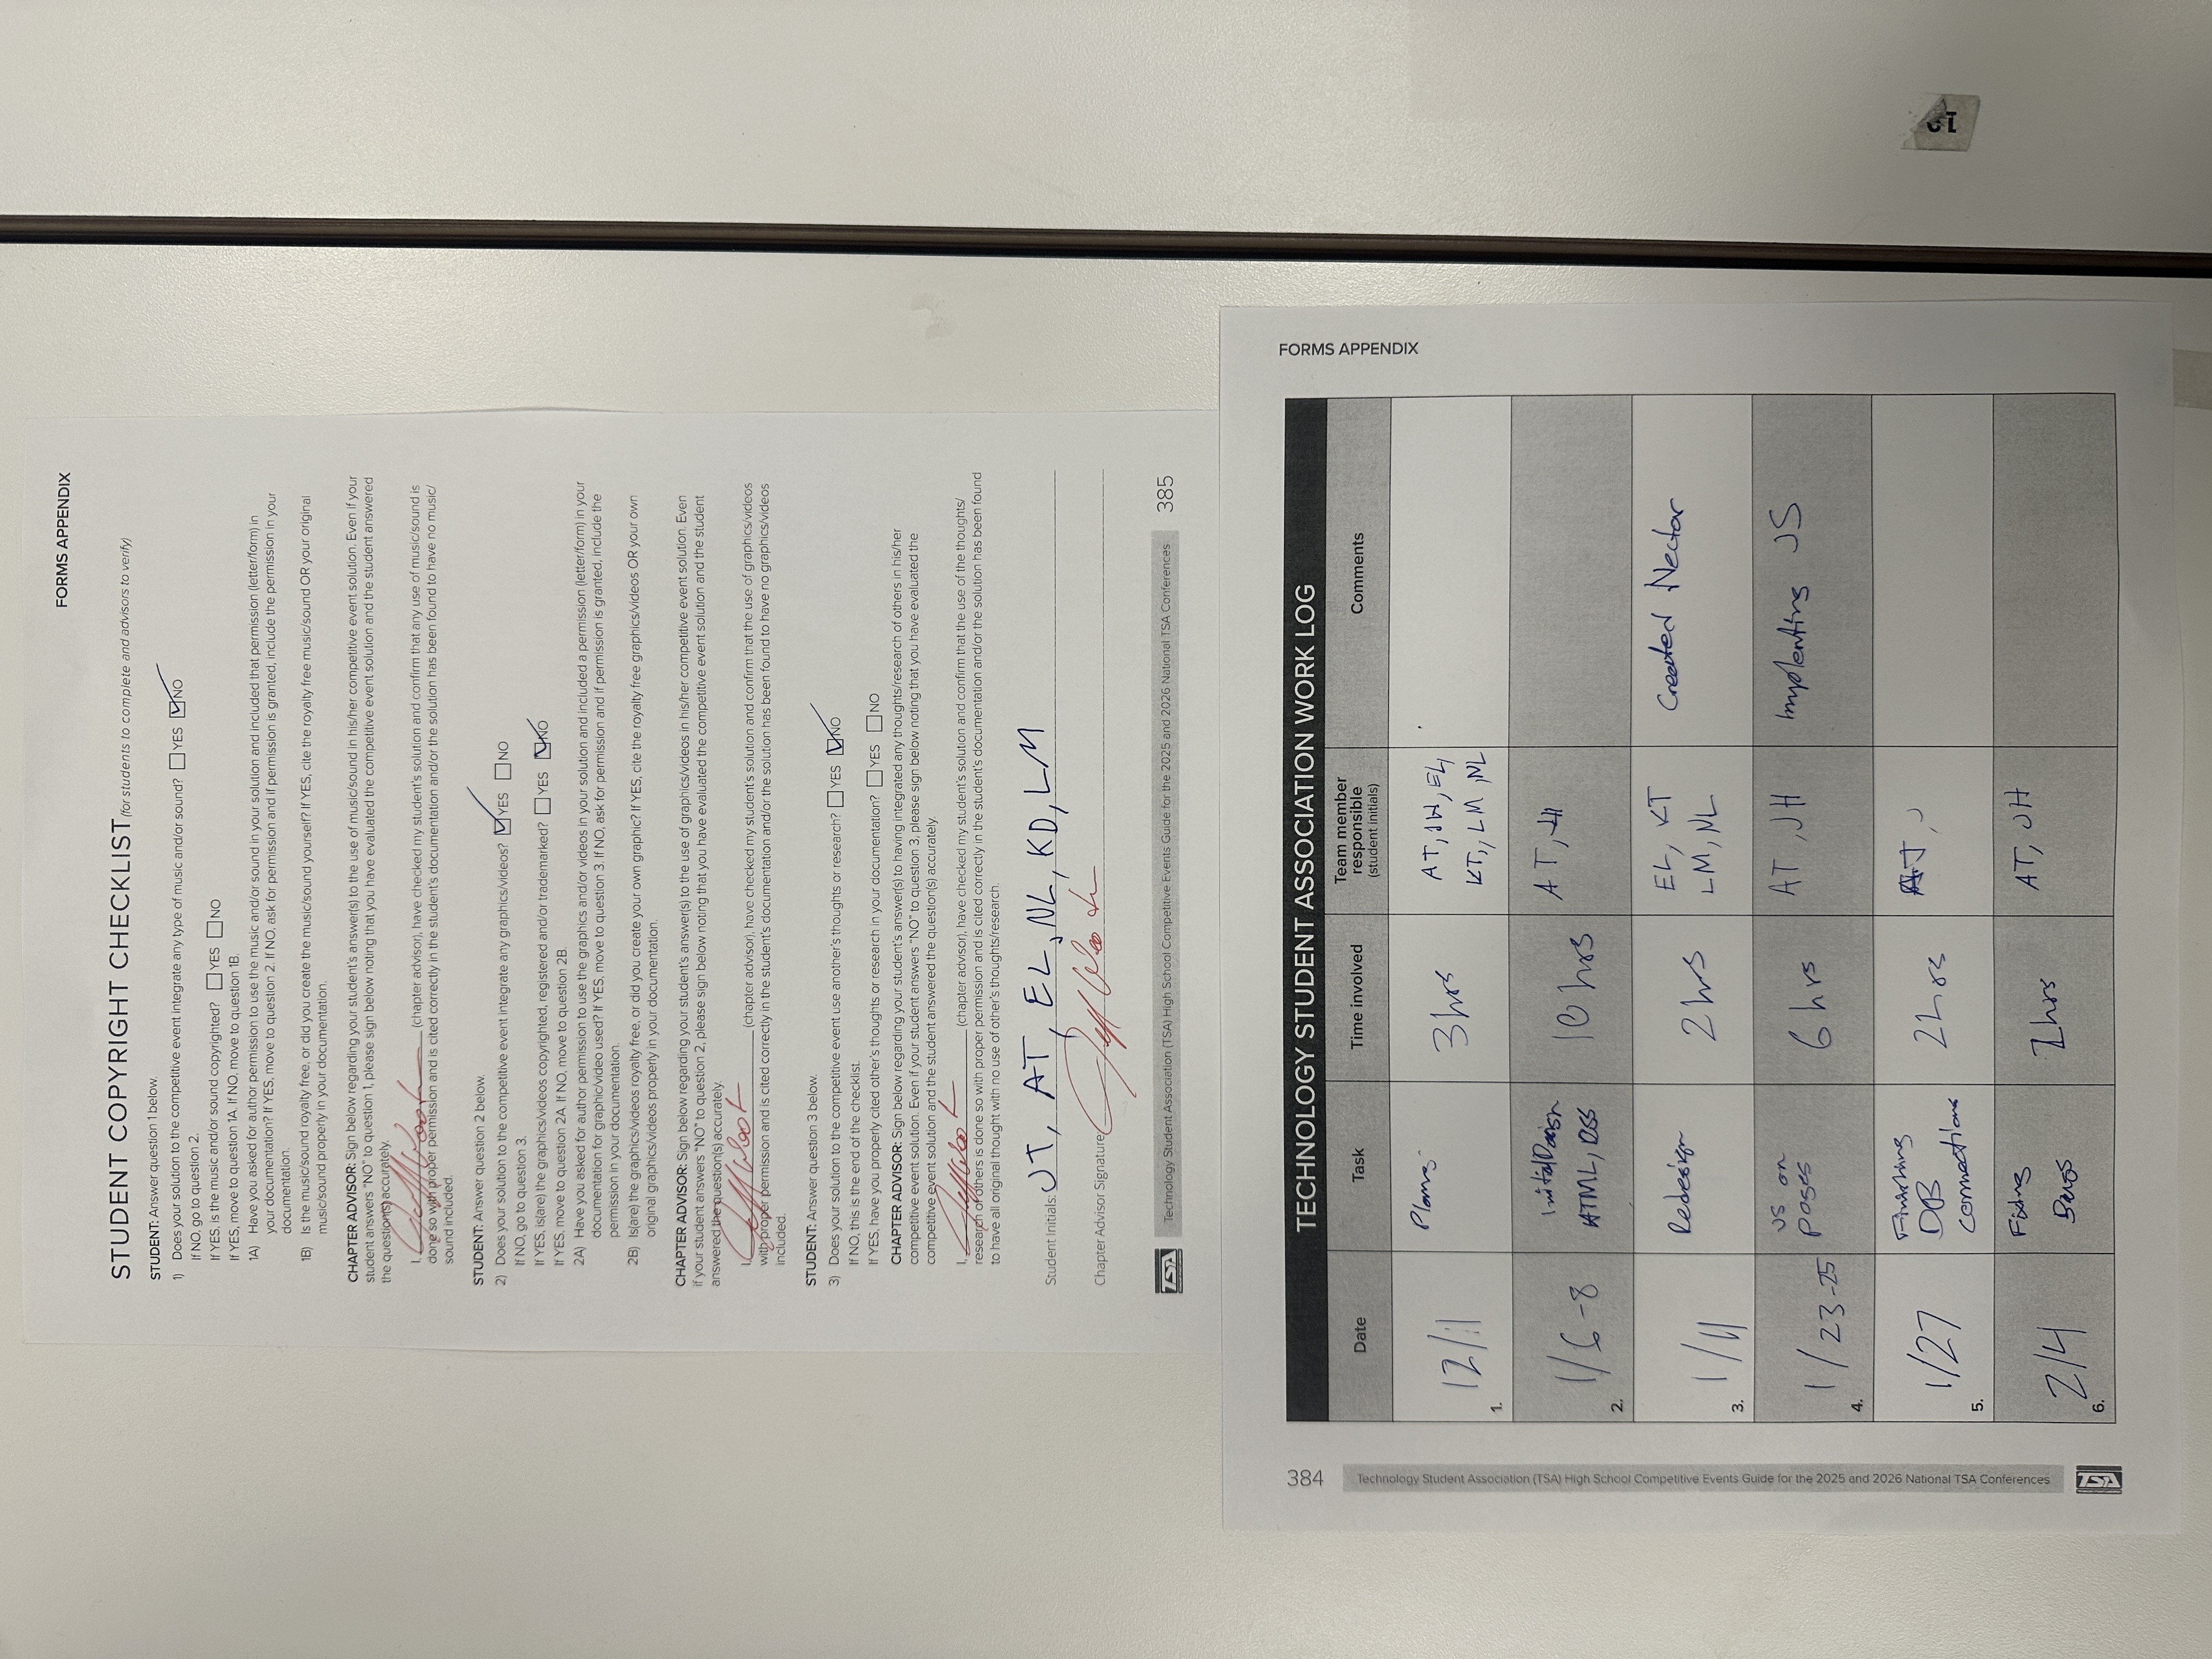 FORMS APPENDIX
STUDENT COPYRIGHT CHECKLIST (for students to complete and advisors to verify)
STUDENT: Answer question 1 below.
1) Does your solution to the competitive event integrate any type of music and/or sound? YES NO
If NO, go to question 2.
If YES, is the music and/or sound copyrighted? YES NO
If YES, move to question 1A. If NO, move to question 1B.
1A) Have you asked for author permission to use the music and/or sound in your solution and included that permission (letter/form) in
your documentation? If YES, move to question 2. If NO, ask for permission and if permission is granted, include the permission in your
documentation.
1B) Is the music/sound royalty free, or did you create the music/sound yourself? If YES, cite the royalty free music/sound OR your original
music/sound properly in your documentation.
CHAPTER ADVISOR: Sign below regarding your student's answer(s) to the use of music/sound in his/her competitive event solution. Even if your
student answers "NO" to question 1, please sign below noting that you have evaluated the competitive event solution and the student answered
the question(s) accurately.
I, (chapter advisor), have checked my student's solution and confirm that any use of music/sound is
done so with proper permission and is cited correctly in the student's documentation and/or the solution has been found to have no music/
sound included.
STUDENT: Answer question 2 below.
2) Does your solution to the competitive event integrate any graphics/videos? YES NO
If NO, go to question 3.
If YES, is(are) the graphics/videos copyrighted, registered and/or trademarked? YES NO
If YES, move to question 2A. If NO, move to question 2B.
2A) Have you asked for author permission to use the graphics and/or videos in your solution and included a permission (letter/form) in your
documentation for graphic/video used? If YES, move to question 3. If NO, ask for permission and if permission is granted, include the
permission in your documentation.
2B) Is(are) the graphics/videos royalty free, or did you create your own graphic? If YES, cite the royalty free graphics/videos OR your own
original graphics/videos properly in your documentation.
CHAPTER ADVISOR: Sign below regarding your student's answer(s) to the use of graphics/videos in his/her competitive event solution. Even
if your student answers "NO" to question 2, please sign below noting that you have evaluated the competitive event solution and the student
answered the question(s) accurately.
I, (chapter advisor), have checked my student's solution and confirm that the use of graphics/videos
with proper permission and is cited correctly in the student's documentation and/or the solution has been found to have no graphics/videos
included.
STUDENT: Answer question 3 below.
3) Does your solution to the competitive event use another's thoughts or research? YES NO
If NO, this is the end of the checklist.
If YES, have you properly cited other's thoughts or research in your documentation? YES NO
CHAPTER ADVISOR: Sign below regarding your student's answer(s) to having integrated any thoughts/research of others in his/her
competitive event solution. Even if your student answers "NO" to question 3, please sign below noting that you have evaluated the
competitive event solution and the student answered the question(s) accurately.
I, (chapter advisor), have checked my student's solution and confirm that the use of the thoughts/
research of others is done so with proper permission and is cited correctly in the student's documentation and/or the solution has been found
to have all original thought with no use of other's thoughts/research.
Student Initials: JT, AT, EL, NL, KD, LM
Chapter Advisor Signature: Jeff
TSA Technology Student Association (TSA) High School Competitive Events Guide for the 2025 and 2026 National TSA Conferences 385
FORMS APPENDIX
TECHNOLOGY STUDENT ASSOCIATION WORK LOG
Date Task Time involved Team member responsible (student initials) Comments
1. 12/11 3hrs AT, JH, EL,
KT,, LM, NL
2. 1/6-8 Initial 10 hrs AT, JH
HTML, CSS
3. 1/11 Redesign 2 hrs EL, KT Created Nectar
LM, NL
4. 1/23-25 JS on 6 hrs AT, JH Implenting JS
pages
5. 1/27 Finishing 2hrs AT, J
DB
connections
6. 2/4 Fixing hrs AT, JH
Bugs
384 Technology Student Association (TSA) High School Competitive Events Guide for the 2025 and 2026 National TSA Conferences TSA